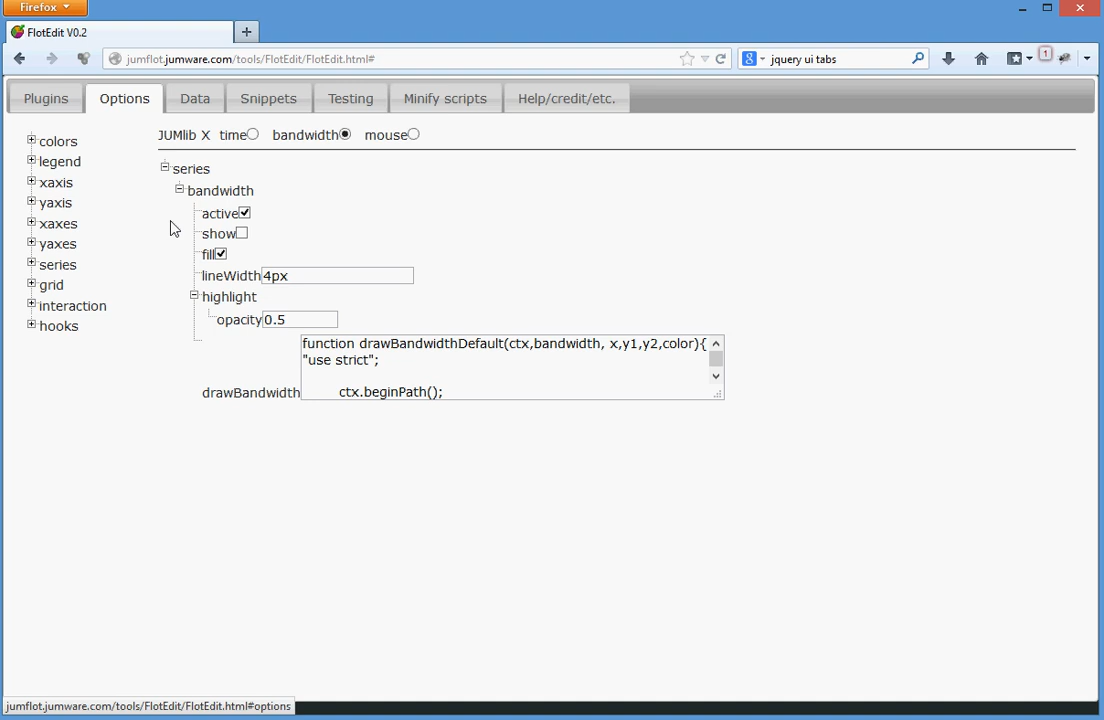 Firefox
FlotEdit V0.2
jumflot.jumware.com/tools/FlotEdit/FlotEdit.html#
8
jquery ui tabs
1
Plugins
Options
Data
Snippets
Testing
Minify scripts
Help/credit/etc.
JUMlib X time bandwidth mouse
colors
legend
xaxis
yaxis
xaxes
yaxes
series
grid
interaction
hooks
series
bandwidth
active
show
fill
lineWidth 4px
highlight
opacity 0.5
function drawBandwidthDefault(ctx,bandwidth, x,y1,y2,color){
"use strict";
ctx.beginPath();
drawBandwidth
jumflot.jumware.com/tools/FlotEdit/FlotEdit.html#options